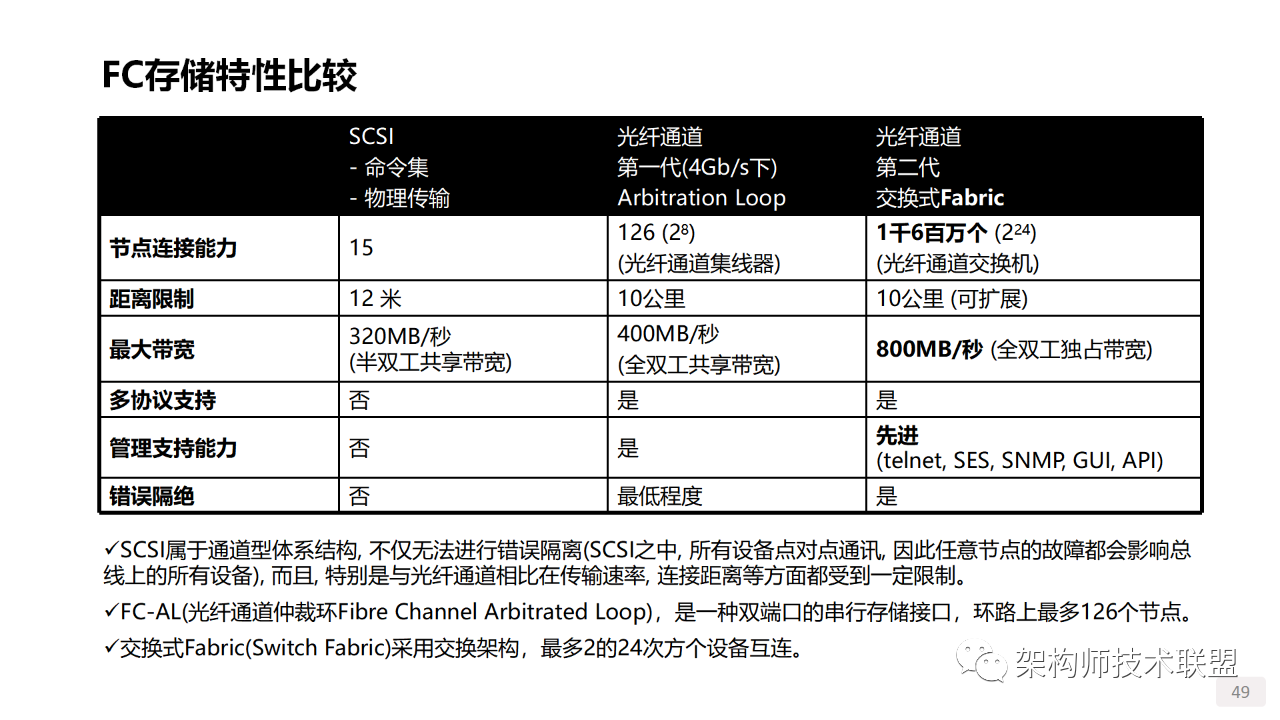 FC存储特性比较
SCSI
- 命令集
- 物理传输
光纤通道
第一代(4Gb/s下)
Arbitration Loop
光纤通道
第二代
交换式Fabric
节点连接能力
15
126 (2⁸)
(光纤通道集线器)
1千6百万个 (2²⁴)
(光纤通道交换机)
距离限制
12 米
10公里
10公里 (可扩展)
最大带宽
320MB/秒
(半双工共享带宽)
400MB/秒
(全双工共享带宽)
800MB/秒 (全双工独占带宽)
多协议支持
否
是
是
管理支持能力
否
是
先进
(telnet, SES, SNMP, GUI, API)
错误隔绝
否
最低程度
是
✓SCSI属于通道型体系结构, 不仅无法进行错误隔离(SCSI之中, 所有设备点对点通讯, 因此任意节点的故障都会影响总
线上的所有设备), 而且, 特别是与光纤通道相比在传输速率, 连接距离等方面都受到一定限制。
✓FC-AL(光纤通道仲裁环Fibre Channel Arbitrated Loop)，是一种双端口的串行存储接口，环路上最多126个节点。
✓交换式Fabric(Switch Fabric)采用交换架构，最多2的24次方个设备互连。
架构师技术联盟
49